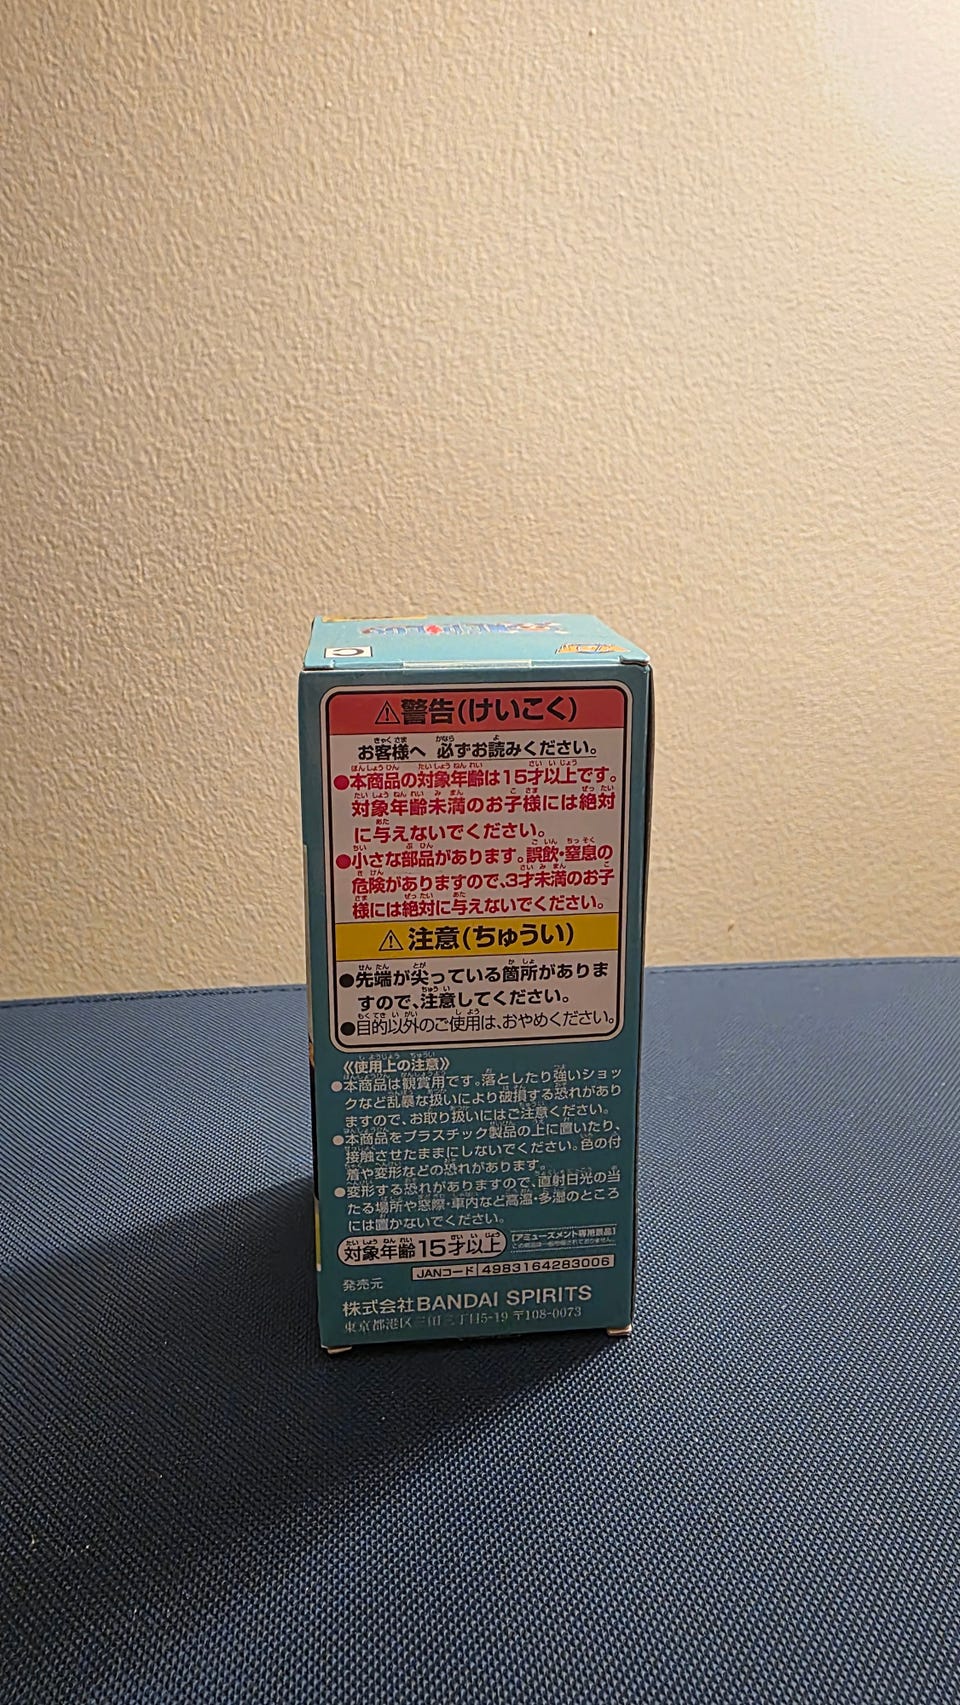 C
⚠警告(けいこく)
お客様へ 必ずお読みください。
●本商品の対象年齢は15才以上です。
対象年齢未満のお子様には絶対
に与えないでください。
●小さな部品があります。誤飲・窒息の
危険がありますので、3才未満のお子
様には絶対に与えないでください。
⚠注意(ちゅうい)
●先端が尖っている箇所がありま
すので、注意してください。
●目的以外のご使用は、おやめください。
《使用上の注意》
●本商品は観賞用です。落としたり強いショッ
クなど乱暴な扱いにより破損する恐れがあり
ますので、お取り扱いにはご注意ください。
●本商品をプラスチック製品の上に置いたり、
接触させたままにしないでください。色の付
着や変形などの恐れがあります。
●変形する恐れがありますので、直射日光の当
たる場所や窓際・車内など高温・多湿のところ
には置かないでください。
対象年齢15才以上
【アミューズメント専用景品】
JANコード 4983164283006
発売元
株式会社BANDAI SPIRITS
東京都港区三田三丁目5-19 〒108-0073